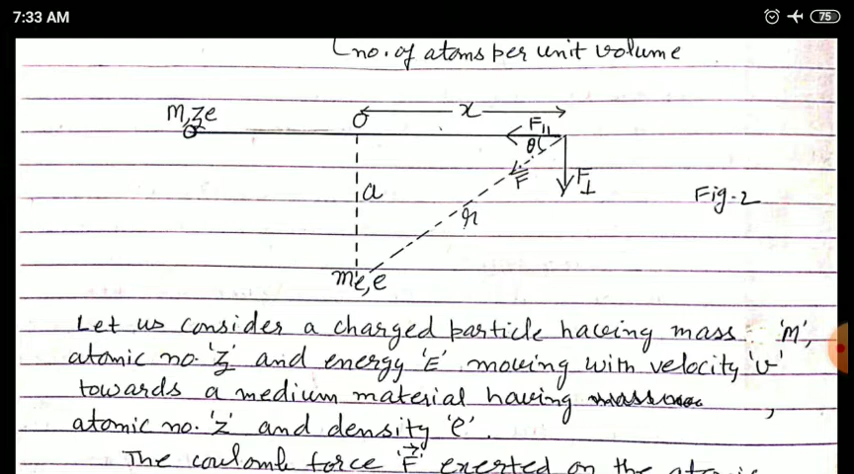 7:33 AM
75
no. of atoms per unit volume
M, ze
O
x
F||
θ
F
F⊥
a
r
Fig-2
me, e
Let us consider a charged particle having mass 'M',
atomic no. 'z' and energy 'E' moving with velocity 'v'
towards a medium material having ,
atomic no. 'z' and density 'ρ'.
The coulomb force 'F⃗' exerted on the atomic